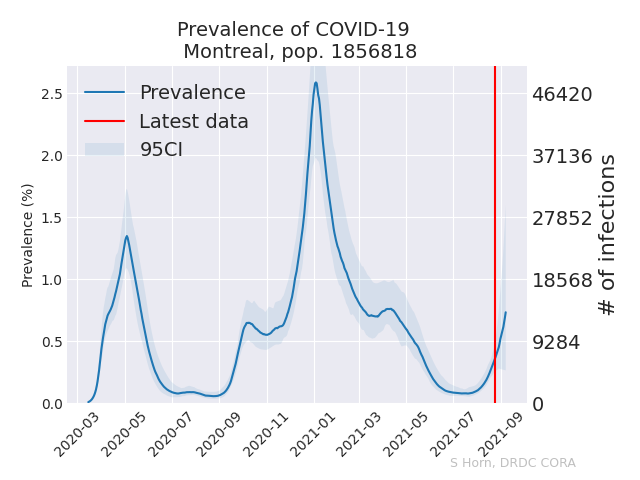 Prevalence of COVID-19
Montreal, pop. 1856818
Prevalence
Latest data
95CI
Prevalence (%)
2.5
2.0
1.5
1.0
0.5
0.0
46420
37136
27852
18568
9284
0
# of infections
2020-03
2020-05
2020-07
2020-09
2020-11
2021-01
2021-03
2021-05
2021-07
2021-09
S Horn, DRDC CORA